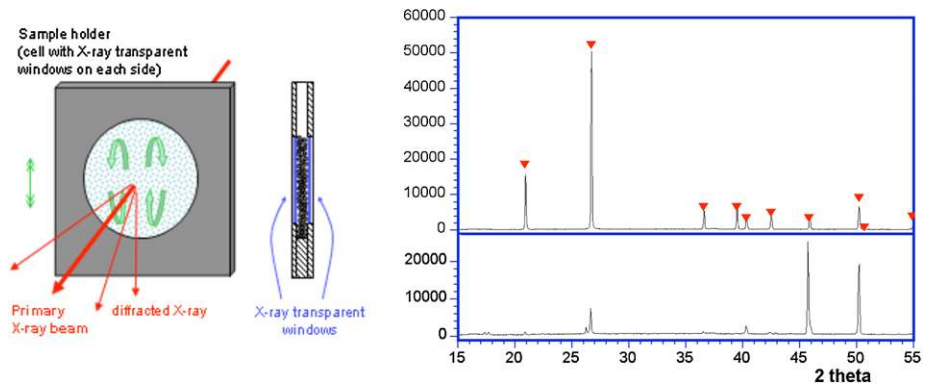 Sample holder
(cell with X-ray transparent
windows on each side)
Primary
X-ray beam
diffracted X-ray
X-ray transparent
windows
60000
50000
40000
30000
20000
10000
0
20000
10000
0
15 20 25 30 35 40 45 50 55
2 theta